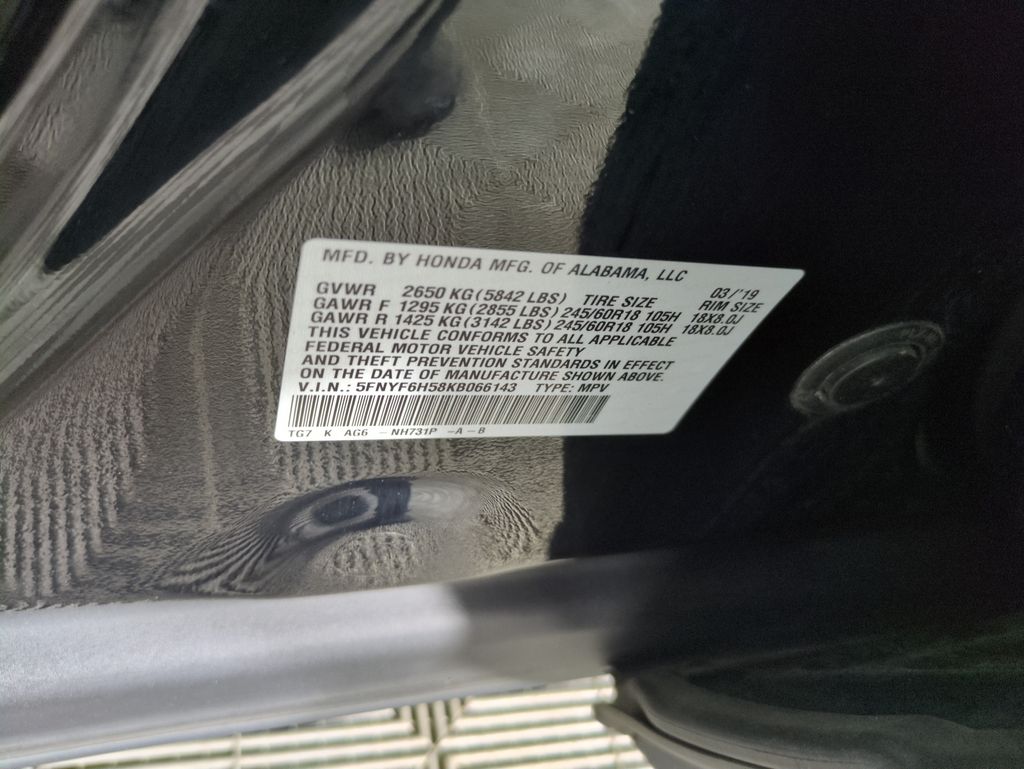 MFD. BY HONDA MFG. OF ALABAMA, LLC
03/'19
GVWR 2650 KG (5842 LBS) TIRE SIZE RIM SIZE
GAWR F 1295 KG (2855 LBS) 245/60R18 105H 18X8.0J
GAWR R 1425 KG (3142 LBS) 245/60R18 105H 18X8.0J
THIS VEHICLE CONFORMS TO ALL APPLICABLE
FEDERAL MOTOR VEHICLE SAFETY
AND THEFT PREVENTION STANDARDS IN EFFECT
ON THE DATE OF MANUFACTURE SHOWN ABOVE.
V.I.N.: 5FNYF6H58KB066143 TYPE: MPV
TG7 K AG6 -NH731P -A-B